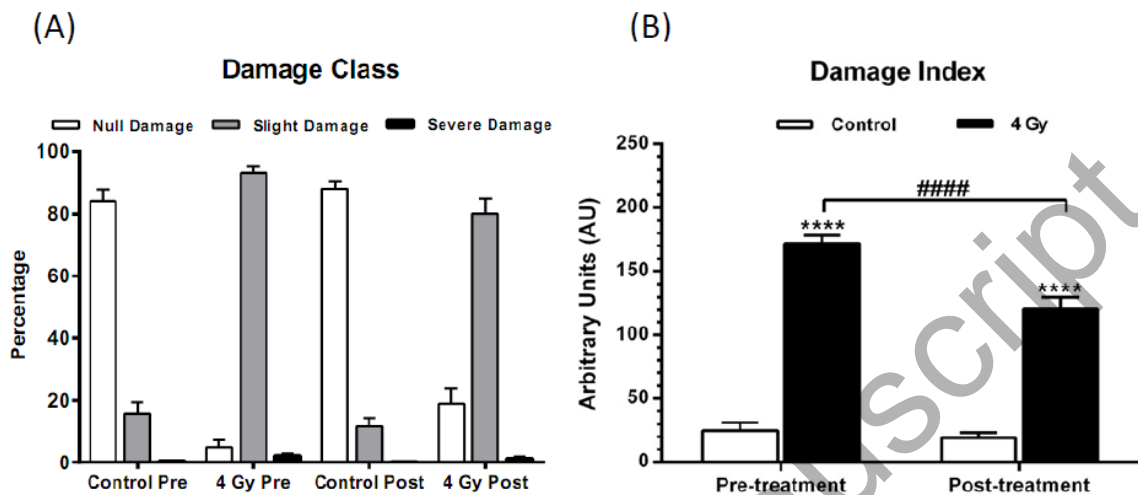 (A)
Damage Class
Null Damage Slight Damage Severe Damage
Percentage
100
80
60
40
20
0
Control Pre 4 Gy Pre Control Post 4 Gy Post
(B)
Damage Index
Control 4 Gy
Arbitrary Units (AU)
250
200
150
100
50
0
####
****
****
Pre-treatment Post-treatment
uscript